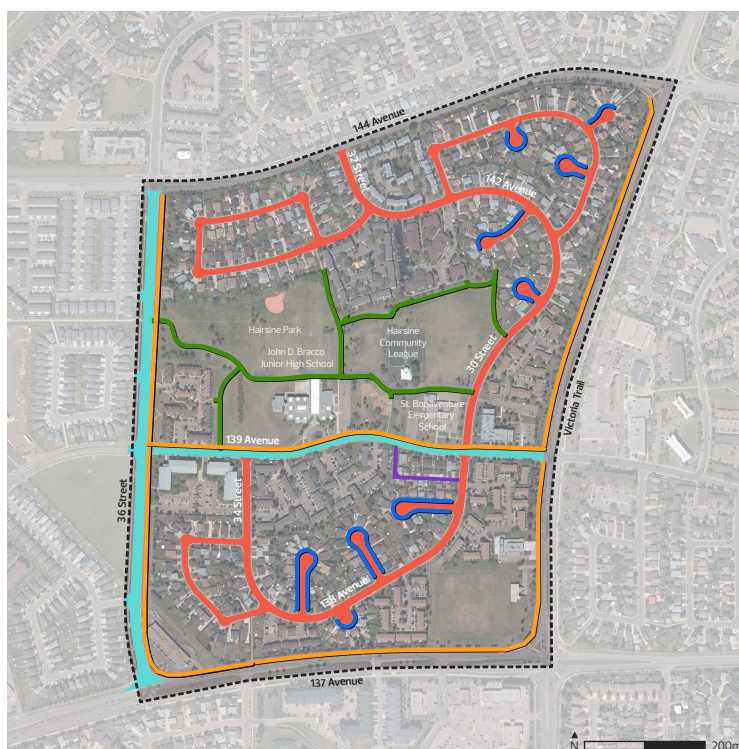 144 Avenue
32 Street
142 Avenue
Hairsine Park
Hairsine
Community
League
John D. Bracco
Junior High School
30 Street
St. Bonaventure
Elementary
School
Victoria Trail
139 Avenue
36 Street
34 Street
138 Avenue
137 Avenue
N
200m